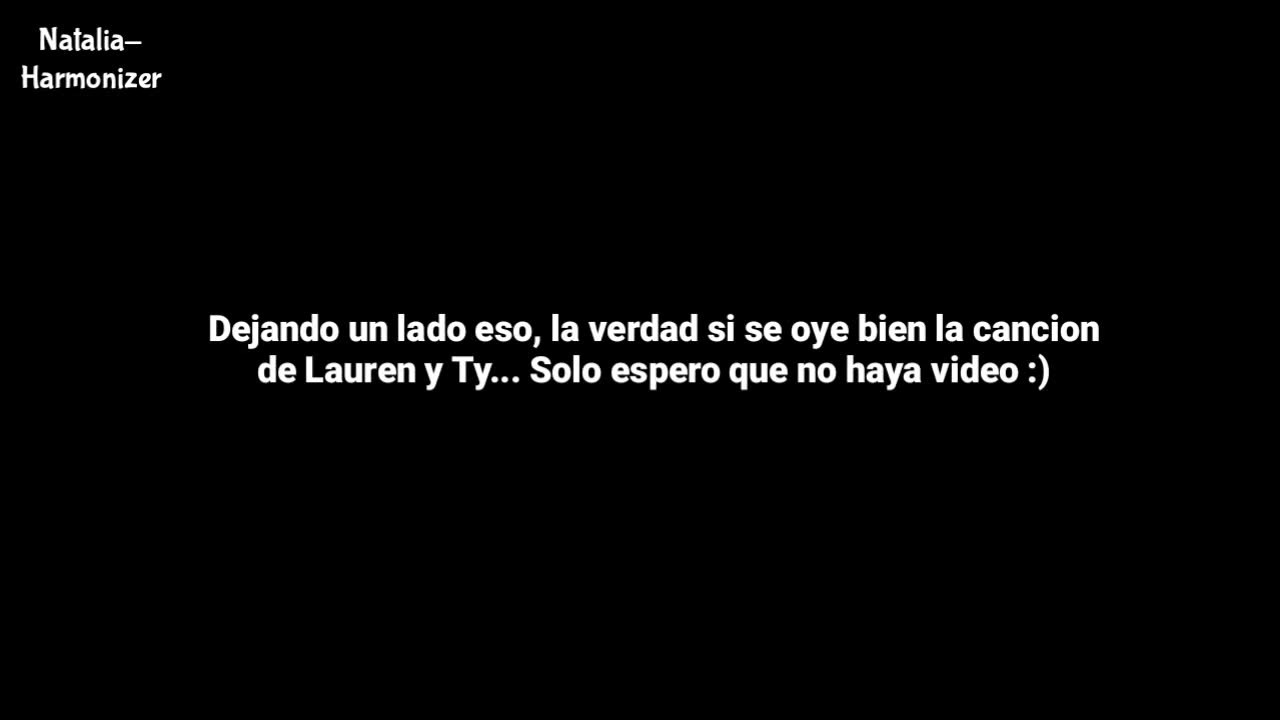 Natalia-
Harmonizer
Dejando un lado eso, la verdad si se oye bien la cancion
de Lauren y Ty... Solo espero que no haya video :)